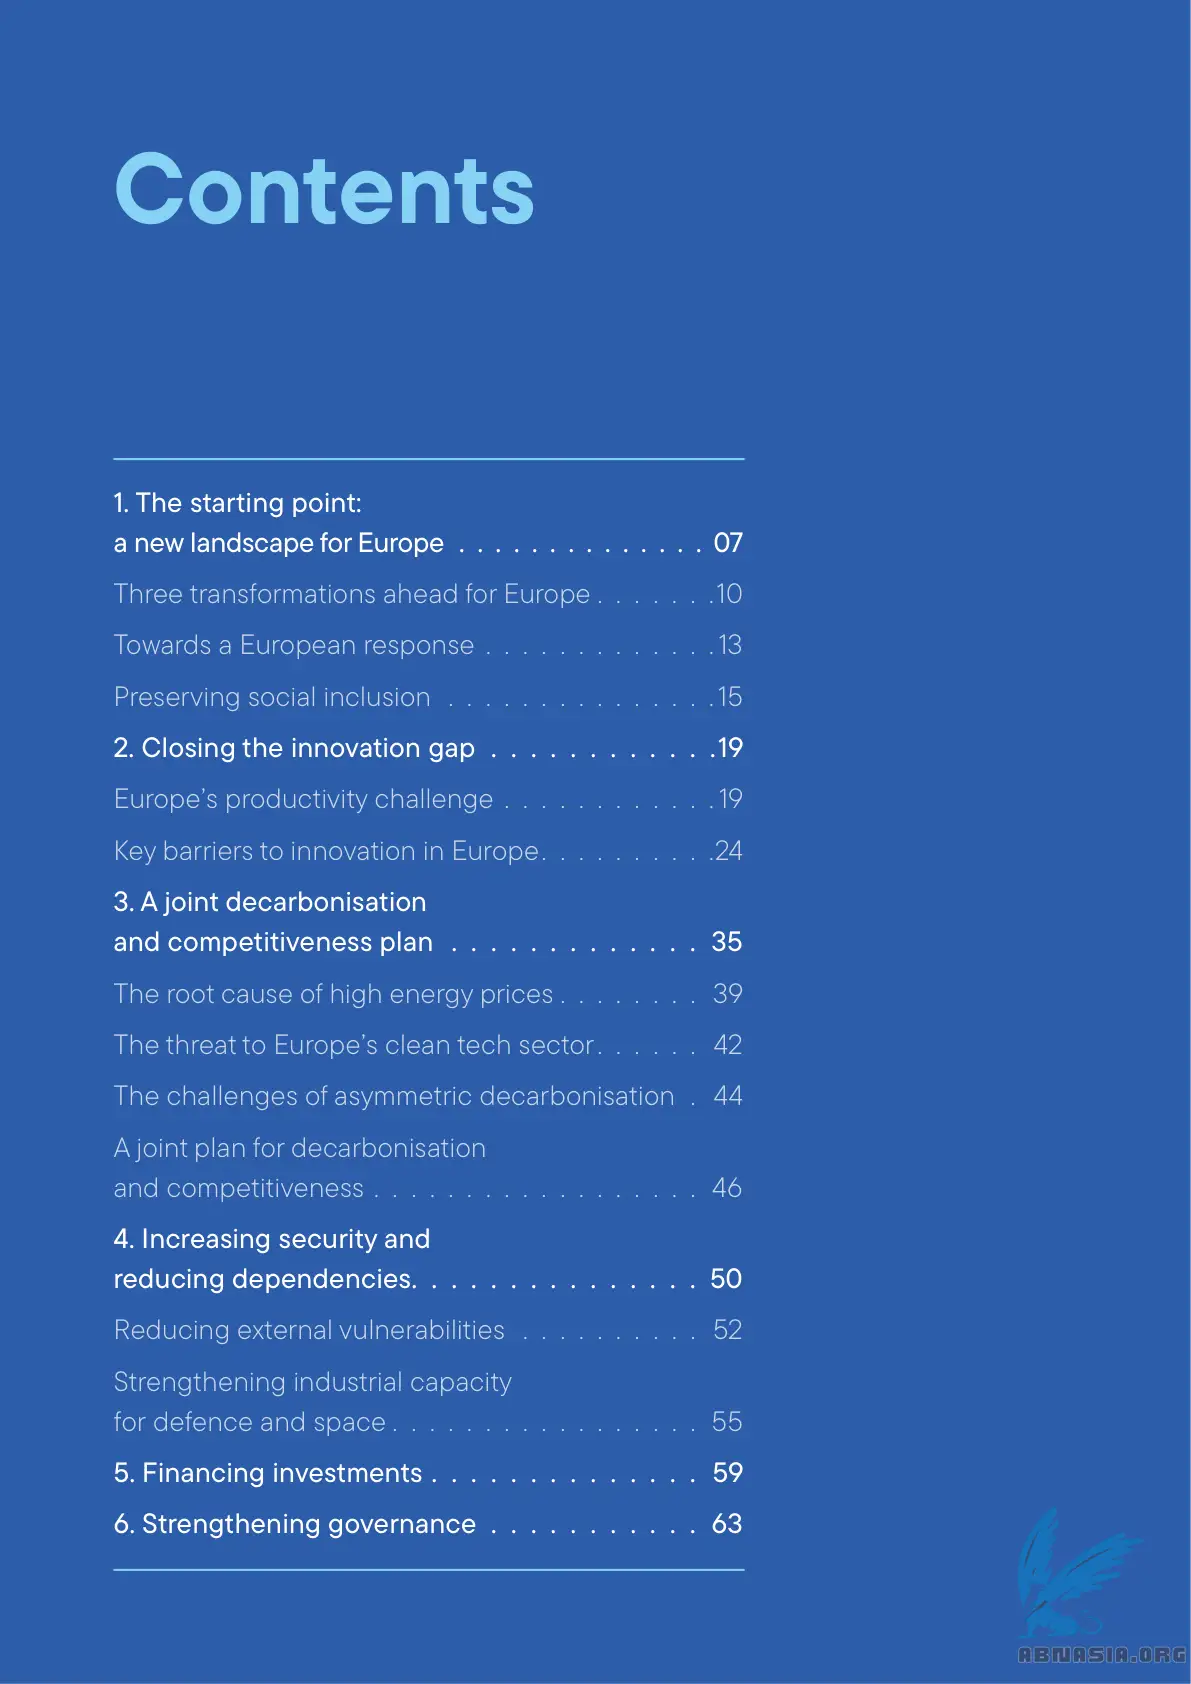 Contents
1. The starting point:
a new landscape for Europe . . . . . . . . . . . . . . 07
Three transformations ahead for Europe . . . . . . .10
Towards a European response . . . . . . . . . . . . .13
Preserving social inclusion . . . . . . . . . . . . . . .15
2. Closing the innovation gap . . . . . . . . . . . .19
Europe’s productivity challenge . . . . . . . . . . . . 19
Key barriers to innovation in Europe. . . . . . . . . .24
3. A joint decarbonisation
and competitiveness plan . . . . . . . . . . . . . 35
The root cause of high energy prices . . . . . . . . 39
The threat to Europe’s clean tech sector. . . . . . 42
The challenges of asymmetric decarbonisation . 44
A joint plan for decarbonisation
and competitiveness . . . . . . . . . . . . . . . . . . 46
4. Increasing security and
reducing dependencies. . . . . . . . . . . . . . . 50
Reducing external vulnerabilities . . . . . . . . . . 52
Strengthening industrial capacity
for defence and space . . . . . . . . . . . . . . . . . 55
5. Financing investments . . . . . . . . . . . . . . 59
6. Strengthening governance . . . . . . . . . . . 63
ABNASIA.ORG